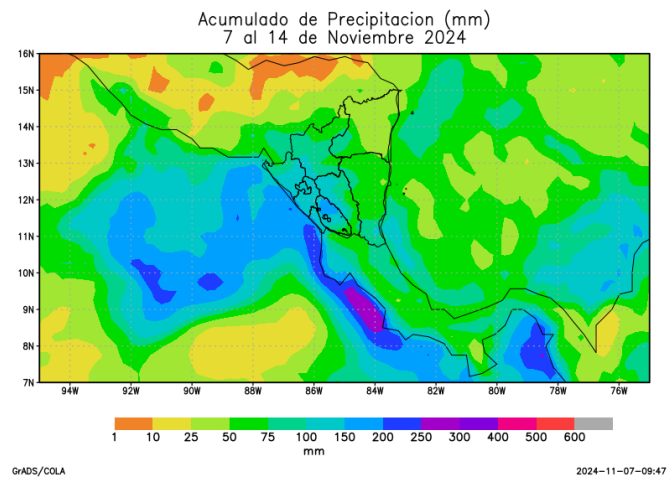 Acumulado de Precipitacion (mm)
7 al 14 de Noviembre 2024
16N
15N
14N
13N
12N
11N
10N
9N
8N
7N
94W 92W 90W 88W 86W 84W 82W 80W 78W 76W
1 10 25 50 75 100 150 200 250 300 400 500 600
mm
GrADS/COLA 2024-11-07-09:47